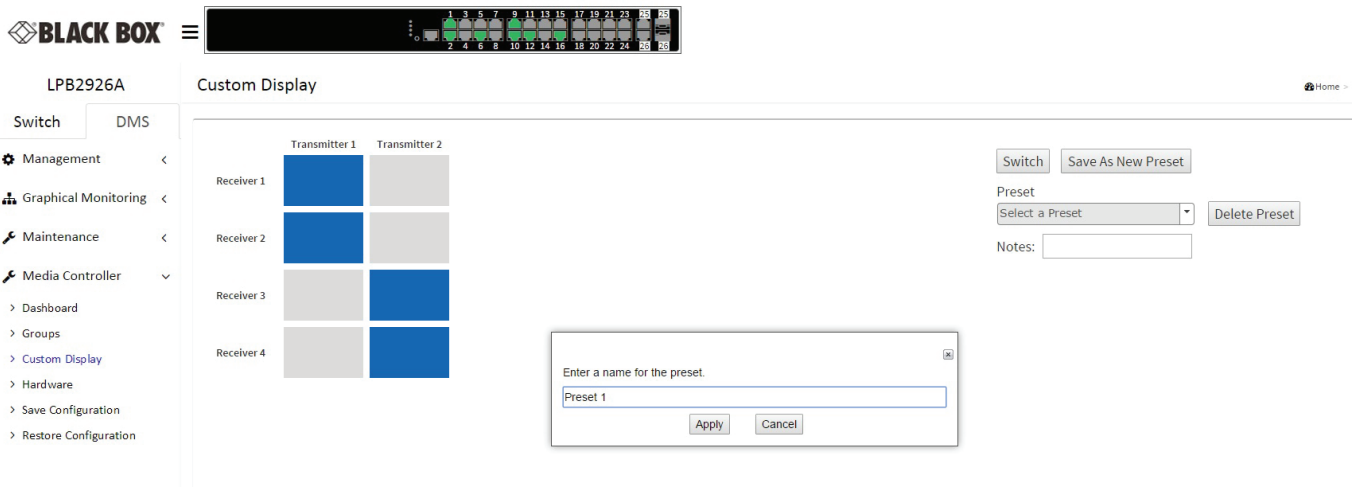 BLACK BOX
1 3 5 7 9 11 13 15 17 19 21 23 25 25
2 4 6 8 10 12 14 16 18 20 22 24 26 26
LPB2926A
Custom Display
Home >
Switch
DMS
Management
Graphical Monitoring
Maintenance
Media Controller
> Dashboard
> Groups
> Custom Display
> Hardware
> Save Configuration
> Restore Configuration
Transmitter 1 Transmitter 2
Receiver 1
Receiver 2
Receiver 3
Receiver 4
Switch
Save As New Preset
Preset
Select a Preset
Delete Preset
Notes:
Enter a name for the preset.
Preset 1
Apply
Cancel